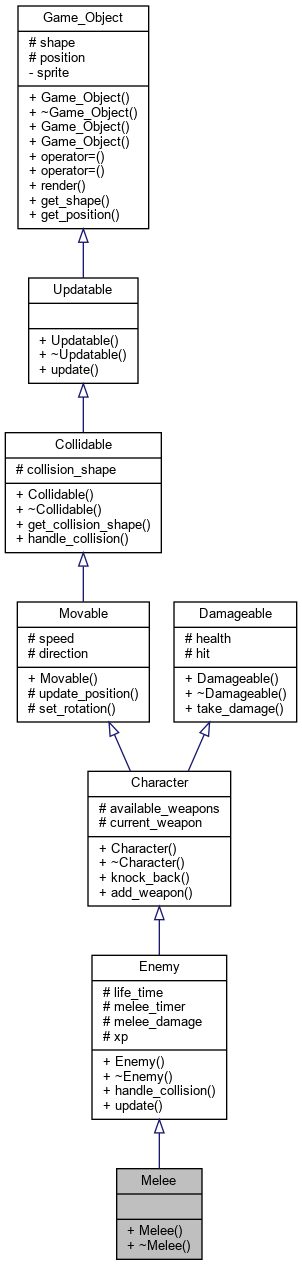 Game_Object
# shape
# position
- sprite
+ Game_Object()
+ ~Game_Object()
+ Game_Object()
+ Game_Object()
+ operator=()
+ operator=()
+ render()
+ get_shape()
+ get_position()
Updatable
+ Updatable()
+ ~Updatable()
+ update()
Collidable
# collision_shape
+ Collidable()
+ ~Collidable()
+ get_collision_shape()
+ handle_collision()
Movable
# speed
# direction
+ Movable()
# update_position()
# set_rotation()
Damageable
# health
# hit
+ Damageable()
+ ~Damageable()
+ take_damage()
Character
# available_weapons
# current_weapon
+ Character()
+ ~Character()
+ knock_back()
+ add_weapon()
Enemy
# life_time
# melee_timer
# melee_damage
# xp
+ Enemy()
+ ~Enemy()
+ handle_collision()
+ update()
Melee
+ Melee()
+ ~Melee()